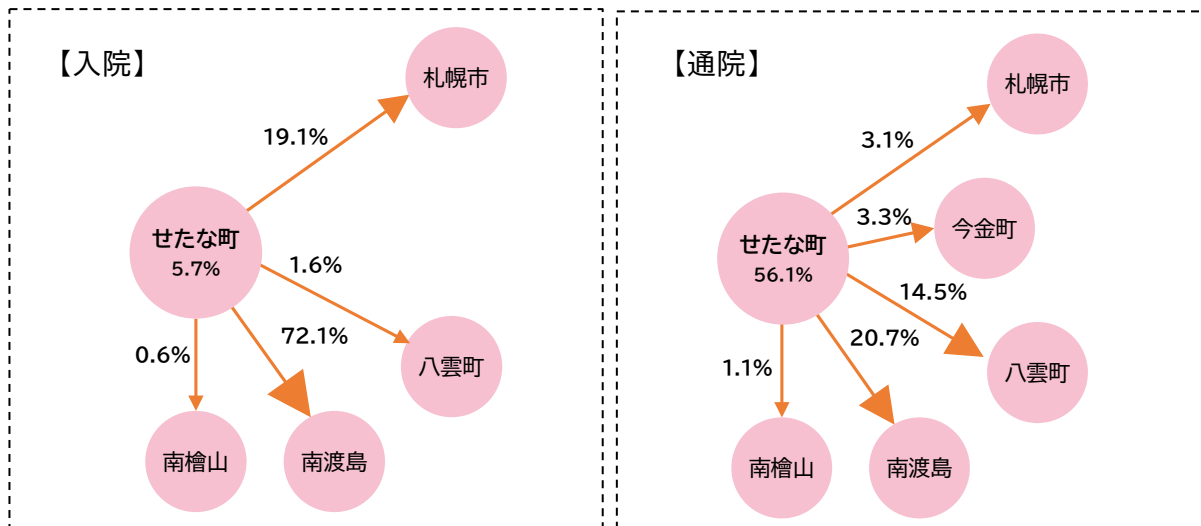 【入院】
札幌市
19.1%
せたな町
5.7%
1.6%
72.1%
0.6%
八雲町
南檜山
南渡島
【通院】
札幌市
3.1%
3.3%
今金町
せたな町
56.1%
14.5%
20.7%
1.1%
八雲町
南檜山
南渡島